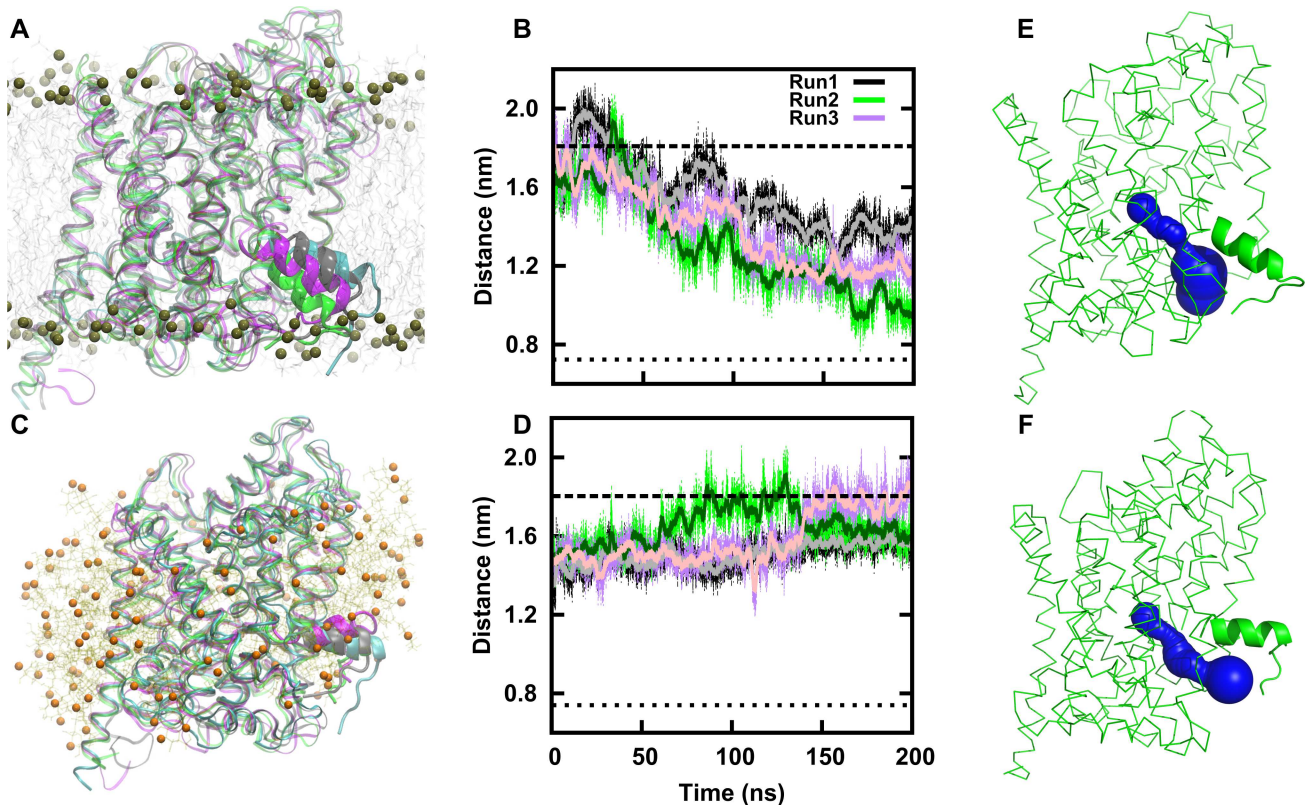 A
B
E
Run1
Run2
Run3
2.0
1.6
1.2
0.8
Distance (nm)
C
D
F
2.0
1.6
1.2
0.8
Distance (nm)
0 50 100 150 200
Time (ns)